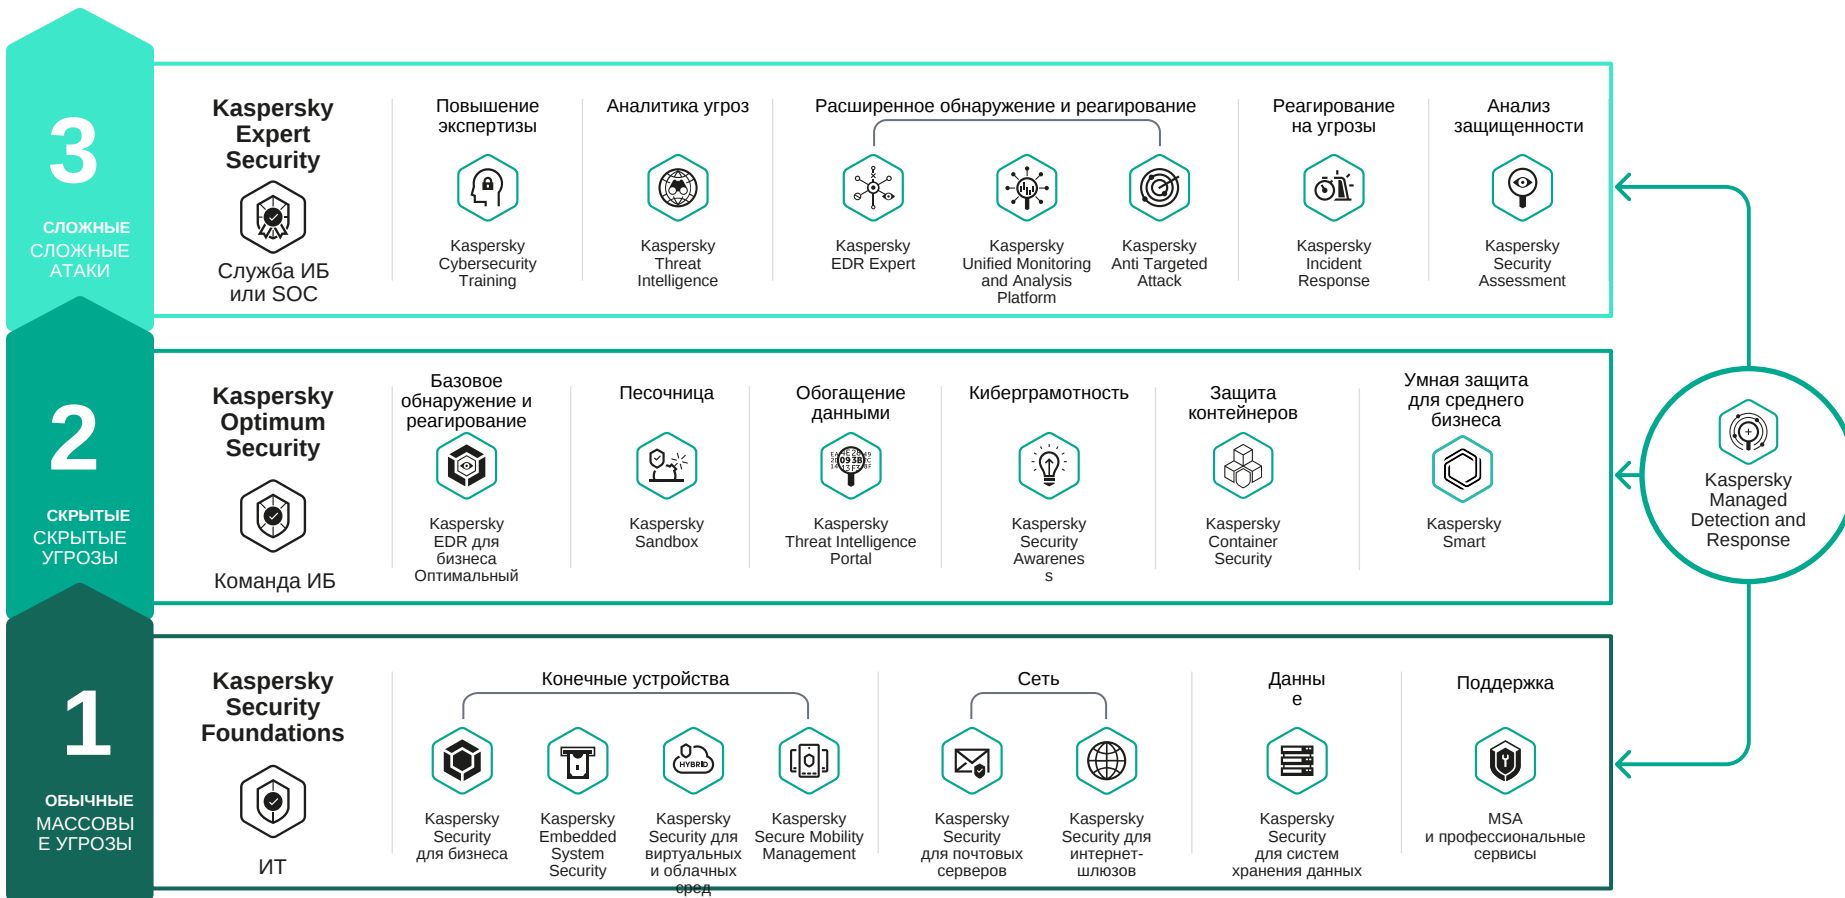 3
СЛОЖНЫЕ
СЛОЖНЫЕ
АТАКИ
Kaspersky
Expert
Security
Служба ИБ
или SOC
Повышение
экспертизы
Kaspersky
Cybersecurity
Training
Аналитика угроз
Kaspersky
Threat
Intelligence
Расширенное обнаружение и реагирование
Kaspersky
EDR Expert
Kaspersky
Unified Monitoring
and Analysis
Platform
Kaspersky
Anti Targeted
Attack
Реагирование
на угрозы
Kaspersky
Incident
Response
Анализ
защищенности
Kaspersky
Security
Assessment
2
СКРЫТЫЕ
СКРЫТЫЕ
УГРОЗЫ
Kaspersky
Optimum
Security
Команда ИБ
Базовое
обнаружение и
реагирование
Kaspersky
EDR для
бизнеса
Оптимальный
Песочница
Kaspersky
Sandbox
Обогащение
данными
093B
Kaspersky
Threat Intelligence
Portal
Киберграмотность
Kaspersky
Security
Awarenes
s
Защита
контейнеров
Kaspersky
Container
Security
Умная защита
для среднего
бизнеса
Kaspersky
Smart
Kaspersky
Managed
Detection and
Response
1
ОБЫЧНЫЕ
МАССОВЫ
Е УГРОЗЫ
Kaspersky
Security
Foundations
ИТ
Конечные устройства
Kaspersky
Security
для бизнеса
Kaspersky
Embedded
System
Security
HYBRID
Kaspersky
Security для
виртуальных
и облачных
сред
Kaspersky
Secure Mobility
Management
Сеть
Kaspersky
Security
для почтовых
серверов
Kaspersky
Security для
интернет-
шлюзов
Данны
е
Kaspersky
Security
для систем
хранения данных
Поддержка
MSA
и профессиональные
сервисы